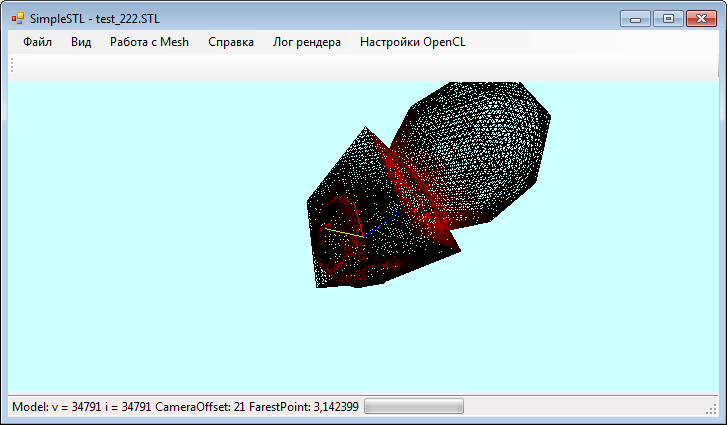 SimpleSTL - test_222.STL
Файл Вид Работа с Mesh Справка Лог рендера Настройки OpenCL
Model: v = 34791 i = 34791 CameraOffset: 21 FarestPoint: 3,142399